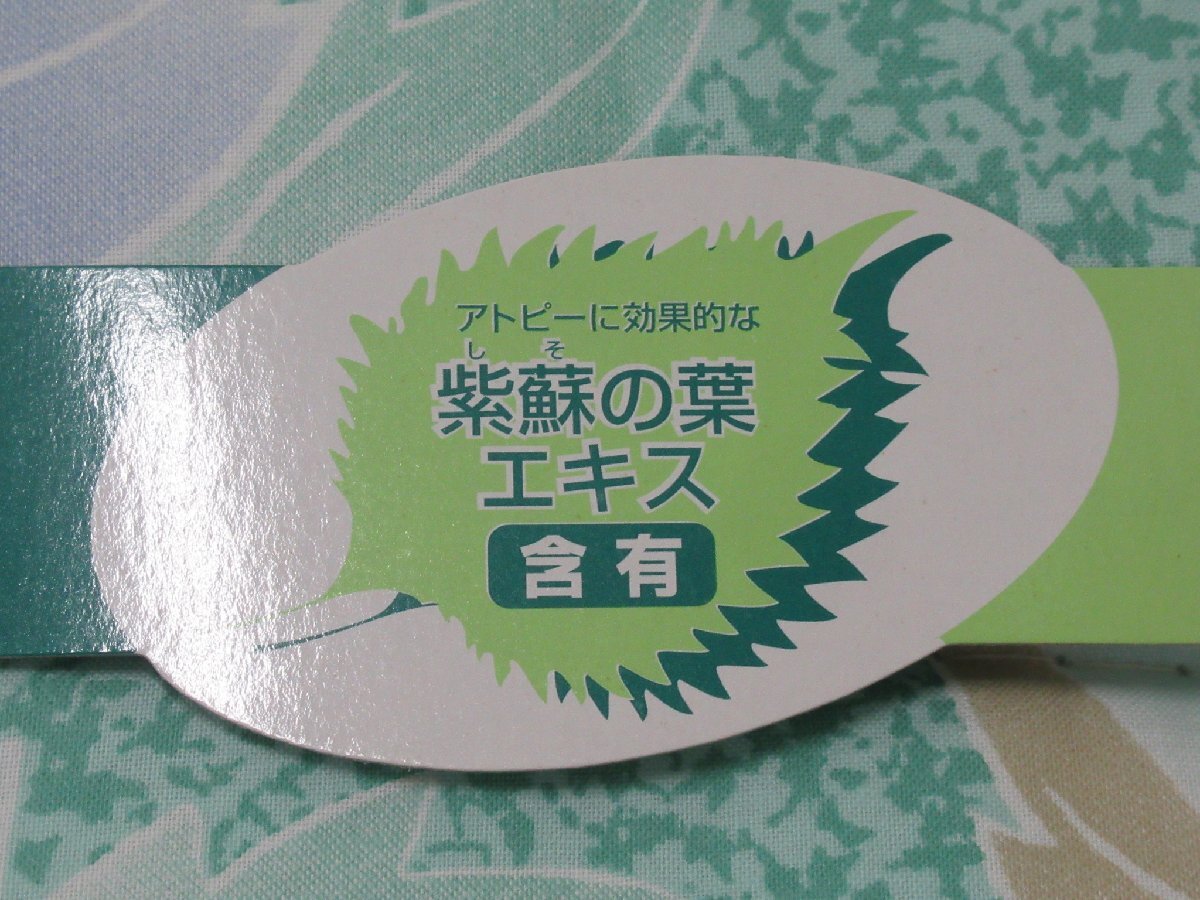 アトピーに効果的な
しそ
紫蘇の葉
エキス
含有